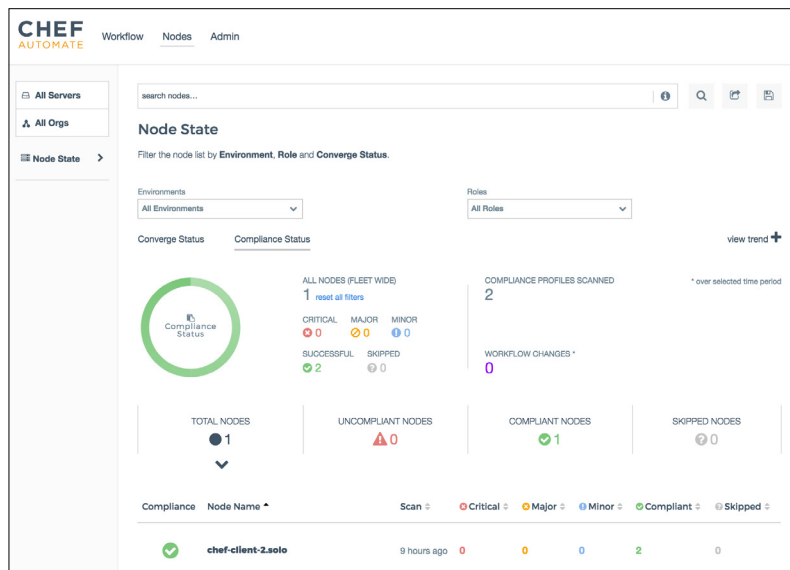 CHEF
AUTOMATE
Workflow Nodes Admin
All Servers
All Orgs
Node State
search nodes...
Node State
Filter the node list by Environment, Role and Converge Status.
Environments
All Environments
Roles
All Roles
Converge Status Compliance Status
view trend
Compliance
Status
ALL NODES (FLEET WIDE)
1 reset all filters
CRITICAL MAJOR MINOR
0 0 0
SUCCESSFUL SKIPPED
2 0
COMPLIANCE PROFILES SCANNED
2
* over selected time period
WORKFLOW CHANGES *
0
TOTAL NODES UNCOMPLIANT NODES COMPLIANT NODES SKIPPED NODES
1 0 1 0
Compliance Node Name Scan Critical Major Minor Compliant Skipped
chef-client-2.solo 9 hours ago 0 0 0 2 0